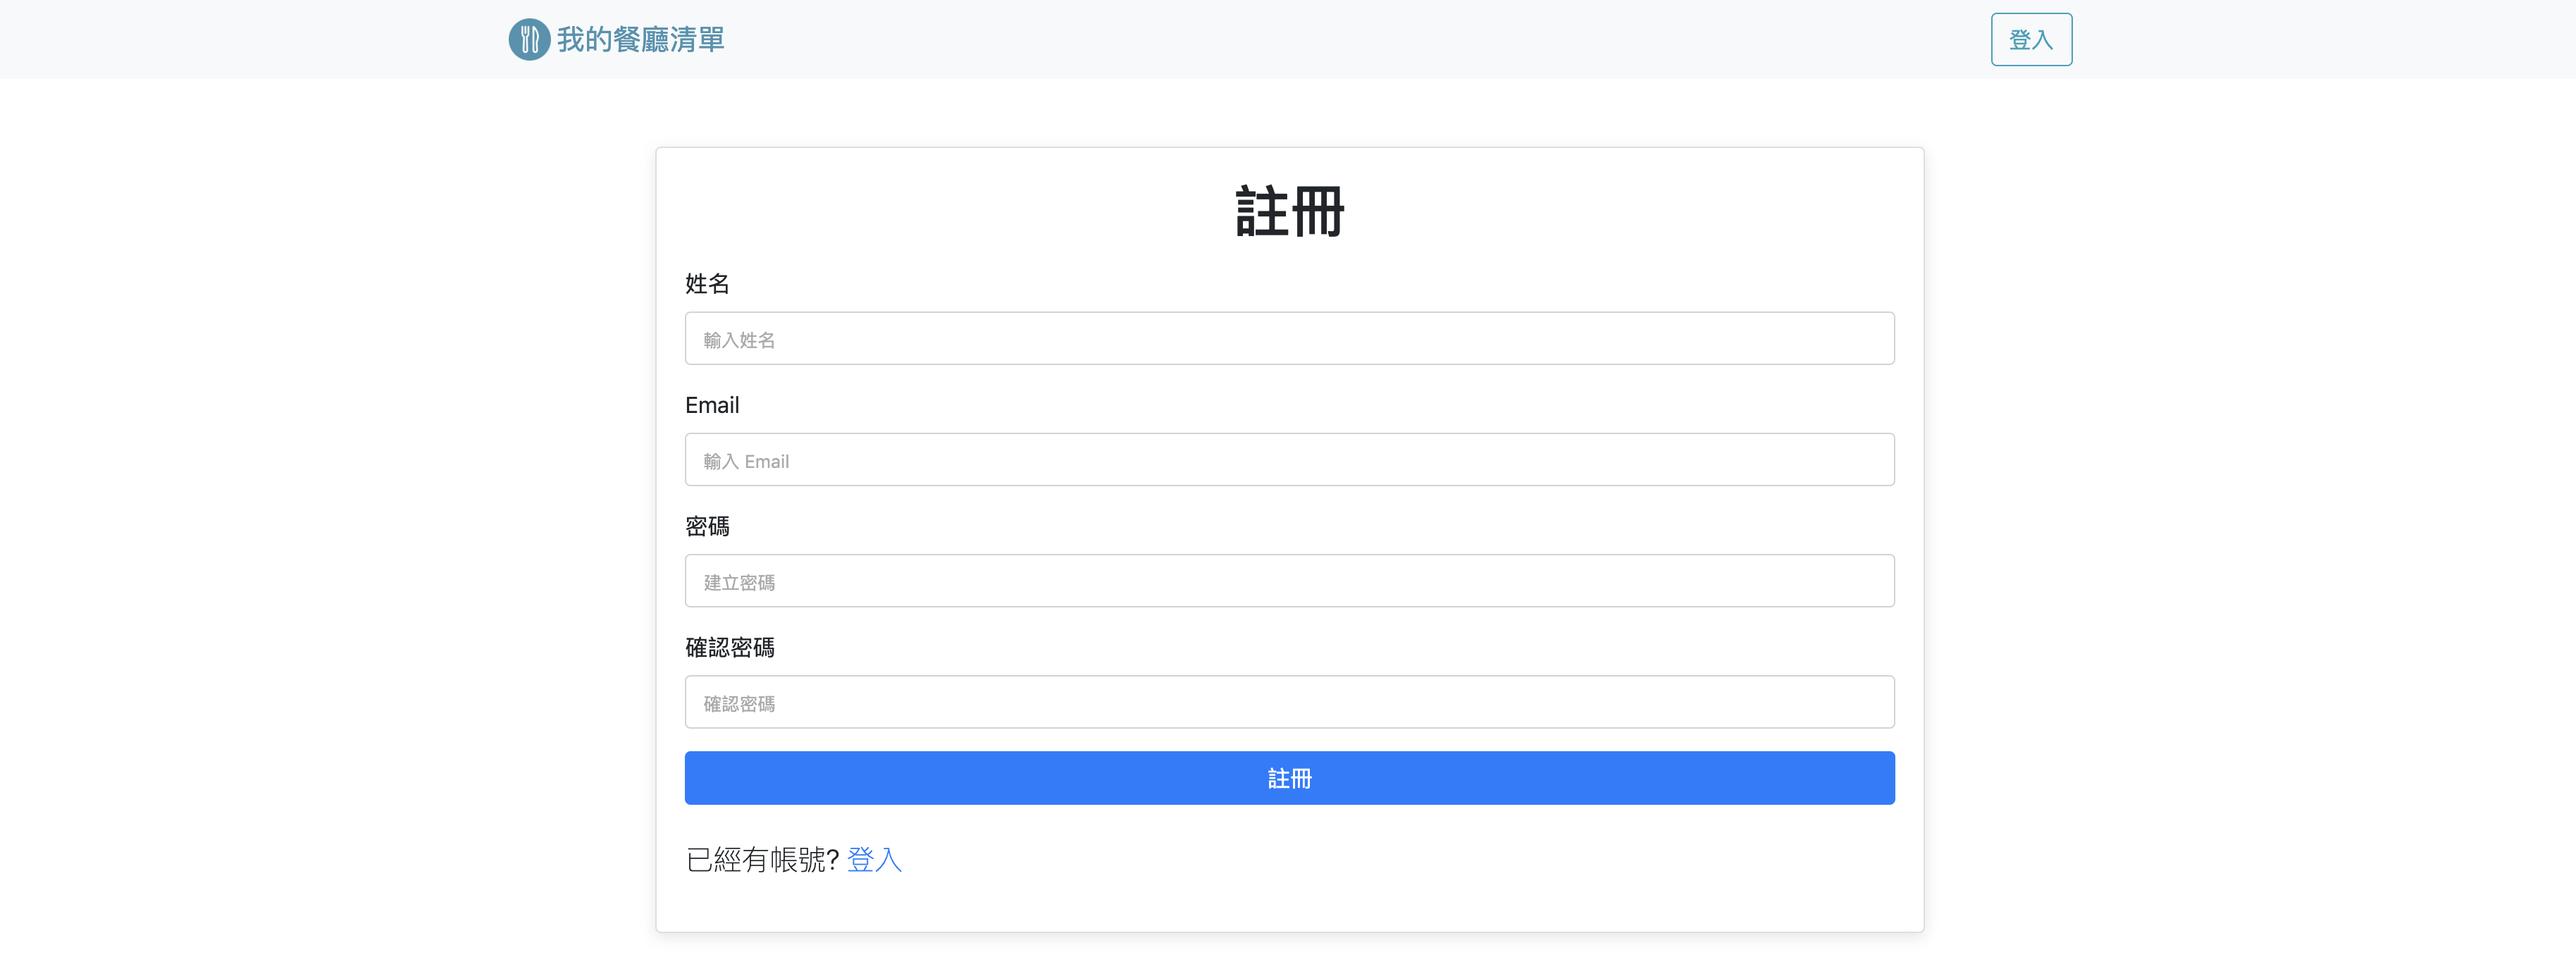 我的餐廳清單
登入
註冊
姓名
輸入姓名
Email
輸入 Email
密碼
建立密碼
確認密碼
確認密碼
註冊
已經有帳號? 登入